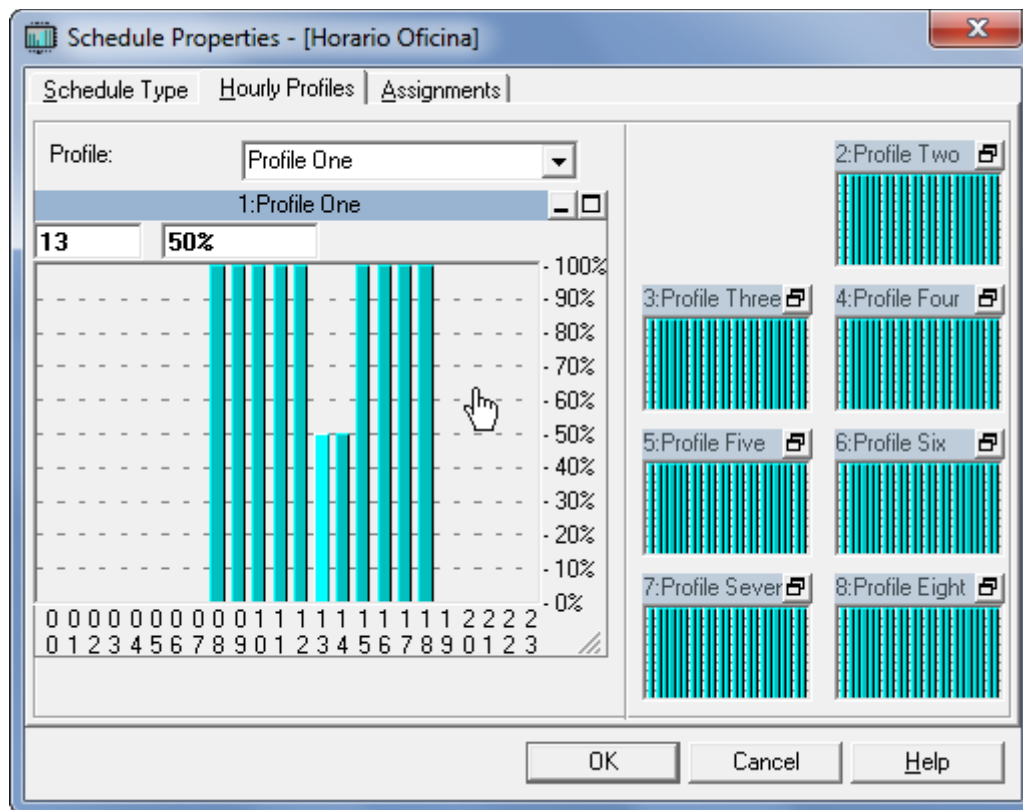 Schedule Properties - [Horario Oficina]
Schedule Type Hourly Profiles Assignments
Profile: Profile One
1:Profile One
13 50%
100%
90%
80%
70%
60%
50%
40%
30%
20%
10%
0%
0 0 0 0 0 0 0 0 0 0 1 1 1 1 1 1 1 1 1 1 2 2 2 2
0 1 2 3 4 5 6 7 8 9 0 1 2 3 4 5 6 7 8 9 0 1 2 3
2:Profile Two
3:Profile Three 4:Profile Four
5:Profile Five 6:Profile Six
7:Profile Sever 8:Profile Eight
OK Cancel Help